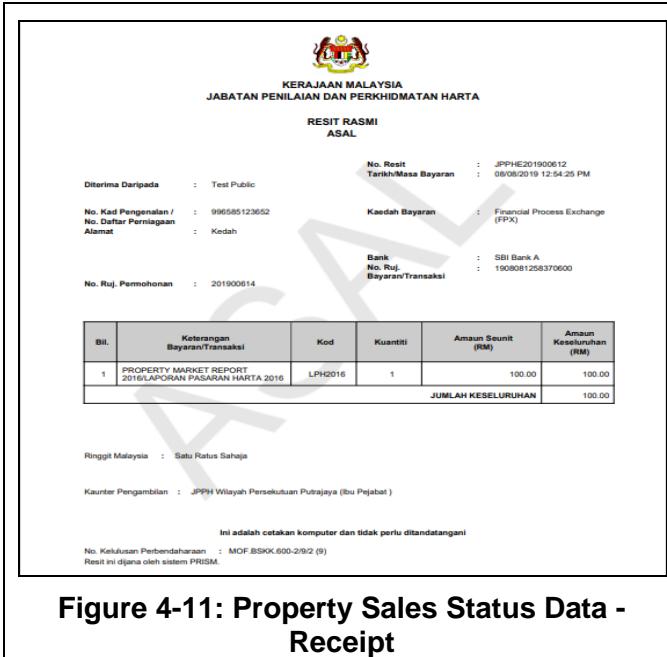 KERAJAAN MALAYSIA
JABATAN PENILAIAN DAN PERKHIDMATAN HARTA
RESIT RASMI
ASAL
No. Resit : JPPHE201900612
Tarikh/Masa Bayaran : 08/08/2019 12:54:25 PM
Diterima Daripada : Test Public
No. Kad Pengenalan / : 996585123652
No. Daftar Perniagaan
Kaedah Bayaran : Financial Process Exchange
(FPX)
Alamat : Kedah
Bank : SBI Bank A
No. Ruj. : 1908081258370600
Bayaran/Transaksi
No. Ruj. Permohonan : 201900614
Bil. Keterangan Bayaran/Transaksi Kod Kuantiti Amaun Seunit (RM) Amaun Keseluruhan (RM)
1 PROPERTY MARKET REPORT LPH2016 1 100.00 100.00
2016/LAPORAN PASARAN HARTA 2016
JUMLAH KESELURUHAN 100.00
ASAL
Ringgit Malaysia : Satu Ratus Sahaja
Kaunter Pengambilan : JPPH Wilayah Persekutuan Putrajaya (Ibu Pejabat )
Ini adalah cetakan komputer dan tidak perlu ditandatangani
No. Kelulusan Perbendaharaan : MOF.BSKK.600-2/9/2 (9)
Resit ini dijana oleh sistem PRISM.
Figure 4-11: Property Sales Status Data -
Receipt